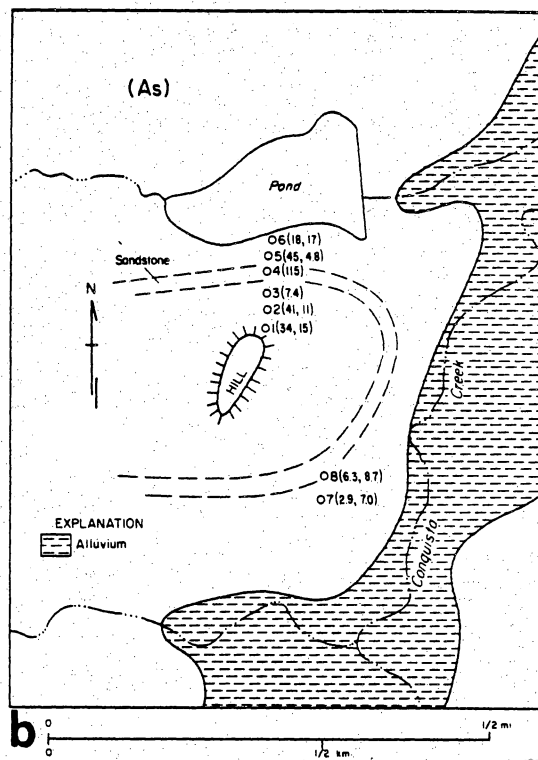 (As)
Pond
O6(18, 17)
O5(45, 4.8)
Sandstone
O4(115)
N
O3(7.4)
O2(41, 11)
O1(34, 15)
HILL
Creek
O8(6.3, 8.7)
O7(2.9, 7.0)
EXPLANATION
Alluvium
Conquista
b
0 1/2 mi.
0 1/2 km.